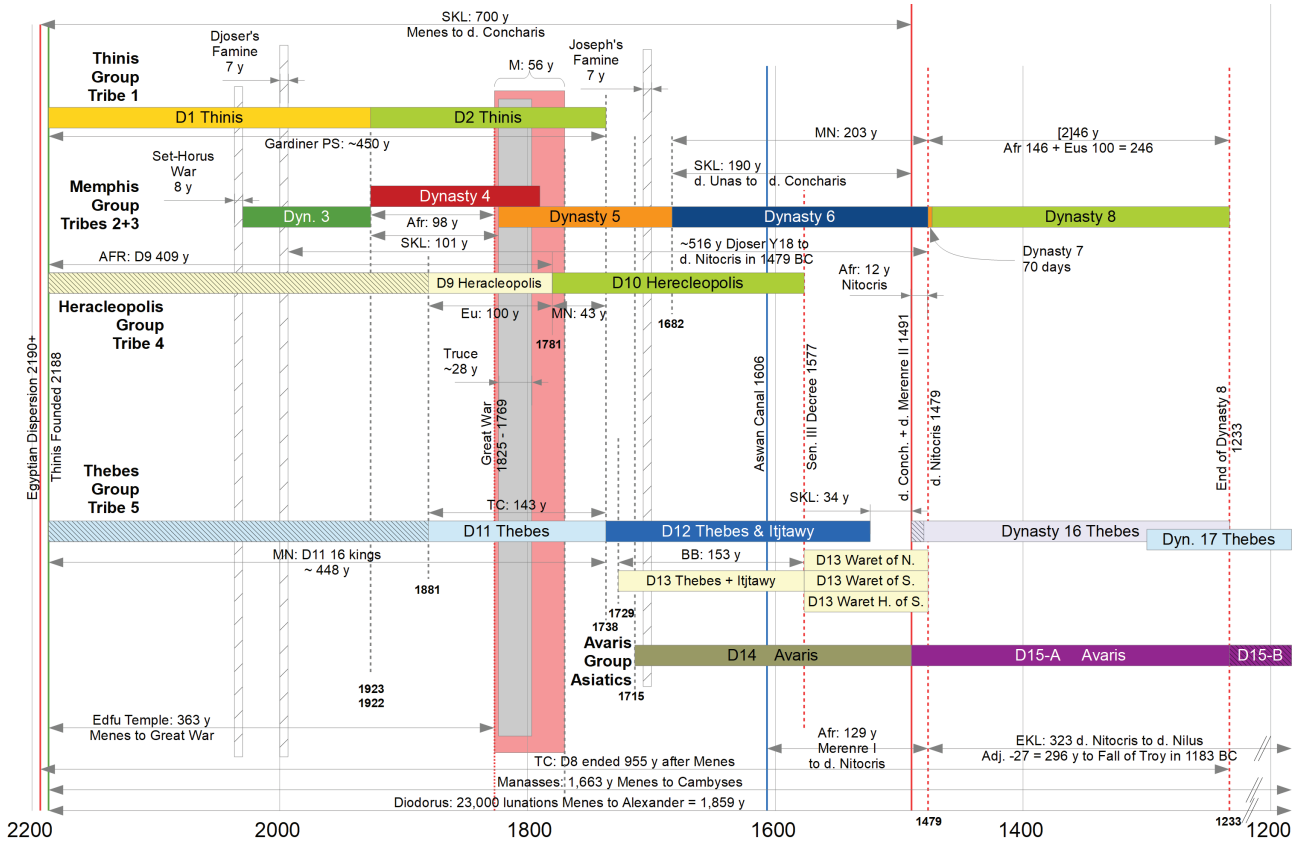 SKL: 700 y
Menes to d. Concharis
Djoser's
Famine
7 y
Joseph's
Famine
7 y
M: 56 y
Thinis
Group
Tribe 1
D1 Thinis
D2 Thinis
Gardiner PS: ~450 y
MN: 203 y
[2]46 y
Afr 146 + Eus 100 = 246
Set-Horus
War
8 y
SKL: 190 y
d. Unas to d. Concharis
Memphis
Group
Tribes 2+3
Dynasty 4
Dyn. 3
Dynasty 5
Dynasty 6
Dynasty 8
Afr: 98 y
SKL: 101 y
~516 y Djoser Y18 to
d. Nitocris in 1479 BC
Dynasty 7
70 days
AFR: D9 409 y
Afr: 12 y
Nitocris
D9 Heracleopolis
D10 Herecleopolis
Heracleopolis
Group
Tribe 4
Eu: 100 y
MN: 43 y
1682
1781
Truce
~28 y
Egyptian Dispersion 2190+
Thinis Founded 2188
Great War
1825 - 1769
Aswan Canal 1606
Sen. III Decree 1577
d. Conch. + d. Merenre II 1491
d. Nitocris 1479
End of Dynasty 8
1233
Thebes
Group
Tribe 5
SKL: 34 y
TC: 143 y
D11 Thebes
D12 Thebes & Itjtawy
Dynasty 16 Thebes
Dyn. 17 Thebes
MN: D11 16 kings
~ 448 y
BB: 153 y
D13 Waret of N.
D13 Thebes + Itjtawy
D13 Waret of S.
D13 Waret H. of S.
1881
1729
1738
Avaris
Group
Asiatics
D14 Avaris
D15-A Avaris
D15-B
1715
1923
1922
Edfu Temple: 363 y
Menes to Great War
Afr: 129 y
Merenre I
to d. Nitocris
EKL: 323 d. Nitocris to d. Nilus
Adj. -27 = 296 y to Fall of Troy in 1183 BC
TC: D8 ended 955 y after Menes
Manasses: 1,663 y Menes to Cambyses
Diodorus: 23,000 lunations Menes to Alexander = 1,859 y
1479
1233
2200
2000
1800
1600
1400
1200